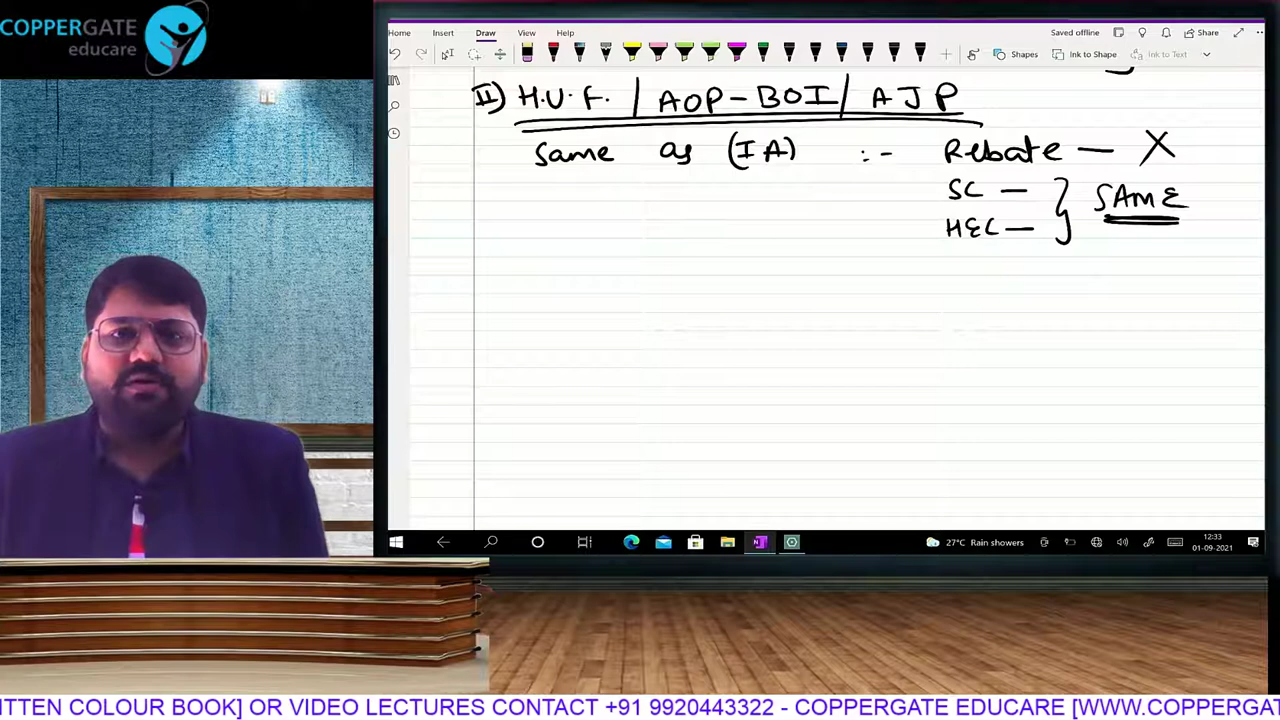 COPPERGATE
educare
Home Insert Draw View Help
Saved offline
Share
Shapes
Ink to Shape
Ink to Text
II) H.U.F. / AOP-BOI / AJP
Same as (IA) :- Rebate — X
SC —
HEC —
SAME
27°C Rain showers
12:33
01-09-2021
ITTEN COLOUR BOOK] OR VIDEO LECTURES CONTACT +91 9920443322 - COPPERGATE EDUCARE [WWW.COPPERGA